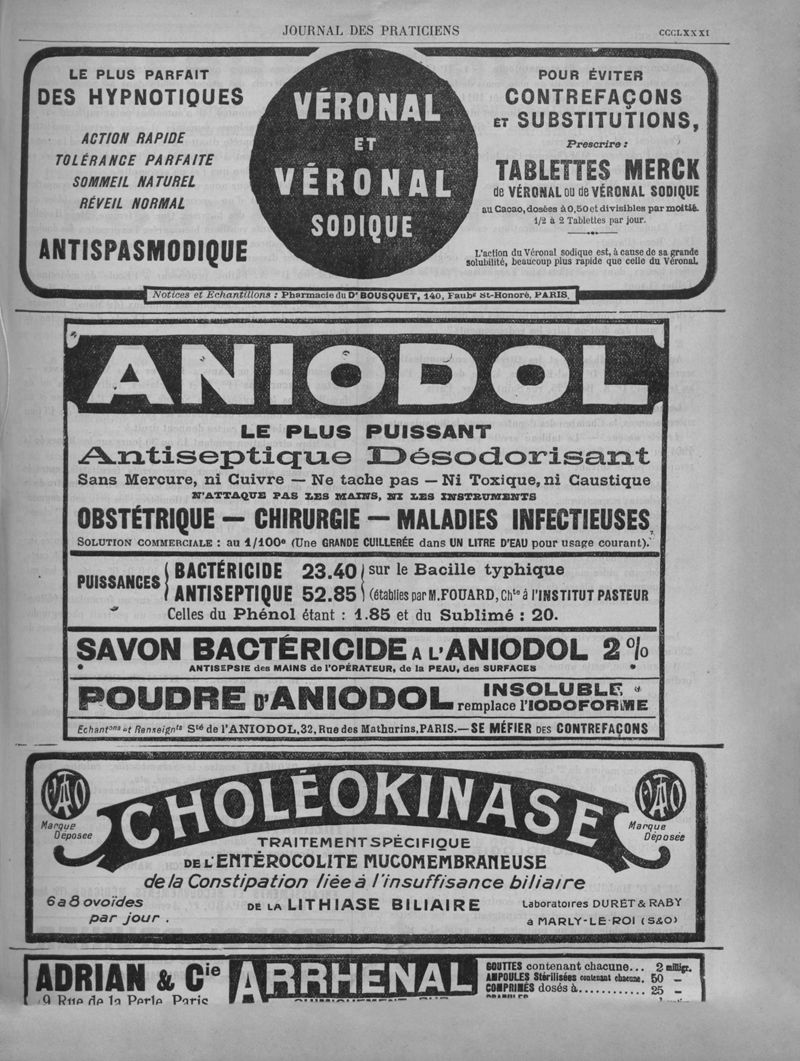 JOURNAL DES PRATICIENS
CCCLXXXI
LE PLUS PARFAIT
DES HYPNOTIQUES
ACTION RAPIDE
TOLÉRANCE PARFAITE
SOMMEIL NATUREL
RÉVEIL NORMAL
ANTISPASMODIQUE
VÉRONAL
ET
VÉRONAL
SODIQUE
POUR ÉVITER
CONTREFAÇONS
ET SUBSTITUTIONS,
Prescrire :
TABLETTES MERCK
de VÉRONAL ou de VÉRONAL SODIQUE
au Cacao, dosées à 0,50 et divisibles par moitié.
1/2 à 2 Tablettes par jour.
L'action du Véronal sodique est, à cause de sa grande
solubilité, beaucoup plus rapide que celle du Véronal.
Notices et Echantillons : Pharmacie du Dr BOUSQUET, 140, Faubg St-Honoré, PARIS.
ANIODOL
LE PLUS PUISSANT
Antiseptique Désodorisant
Sans Mercure, ni Cuivre — Ne tache pas — Ni Toxique, ni Caustique
N'ATTAQUE PAS LES MAINS, NI LES INSTRUMENTS
OBSTÉTRIQUE — CHIRURGIE — MALADIES INFECTIEUSES
SOLUTION COMMERCIALE : au 1/100e (Une GRANDE CUILLERÉE dans UN LITRE D'EAU pour usage courant).
PUISSANCES { BACTÉRICIDE 23.40 } sur le Bacille typhique
ANTISEPTIQUE 52.85 (établies par M. FOUARD, Chte à l'INSTITUT PASTEUR
Celles du Phénol étant : 1.85 et du Sublimé : 20.
SAVON BACTÉRICIDE A L'ANIODOL 2 %
ANTISEPSIE des MAINS de l'OPÉRATEUR, de la PEAU, des SURFACES
POUDRE D'ANIODOL INSOLUBLE
remplace l'IODOFORME
Echantons et Renseignts Sté de l'ANIODOL, 32, Rue des Mathurins, PARIS. — SE MÉFIER DES CONTREFAÇONS
CHOLÉOKINASE
Marque
Déposée
Marque
Déposée
TRAITEMENT SPÉCIFIQUE
DE L'ENTÉROCOLITE MUCOMEMBRANEUSE
de la Constipation liée à l'insuffisance biliaire
6 a 8 ovoïdes
par jour.
DE LA LITHIASE BILIAIRE
Laboratoires DURET & RABY
à MARLY-LE-ROI (S&O)
ADRIAN & Cie
9 Rue de la Perle, Paris
ARRHENAL
GOUTTES contenant chacune... 2 milligr.
AMPOULES Stérilisées contenant chacune. 50 —
COMPRIMÉS dosés à............ 25 —